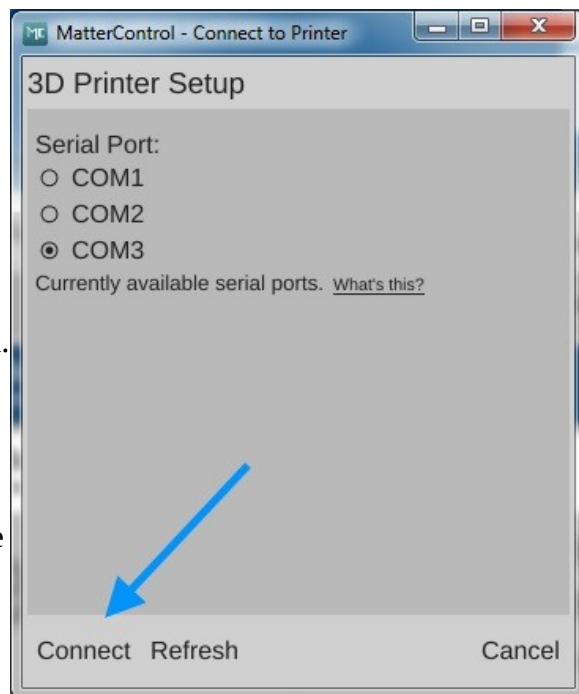 MC MatterControl - Connect to Printer
3D Printer Setup
Serial Port:
COM1
COM2
COM3
Currently available serial ports. What's this?
Connect Refresh Cancel